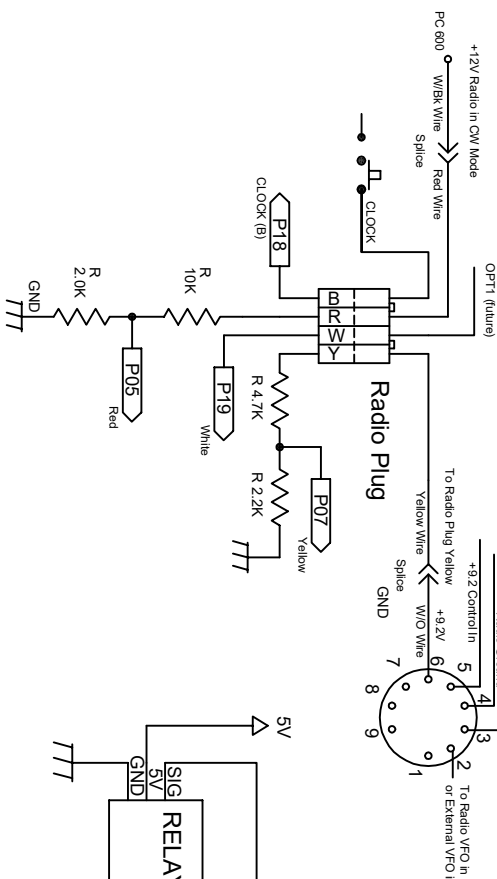 +12V Radio in CW Mode
PC 600
W/Bk Wire
Red Wire
Splice
OPT1 (future)
CLOCK
P18
CLOCK (B)
B
R
W
Y
Radio Plug
R
10K
R
2.0K
GND
P05
Red
P19
White
R 4.7K
R 2.2K
P07
Yellow
To Radio Plug Yellow
Yellow Wire
Splice
GND
+9.2 Control In
+9.2V
W/O Wire
1
2
3
4
5
6
7
8
9
To Radio VFO in
or External VFO i
5V
SIG
5V
GND
RELAY